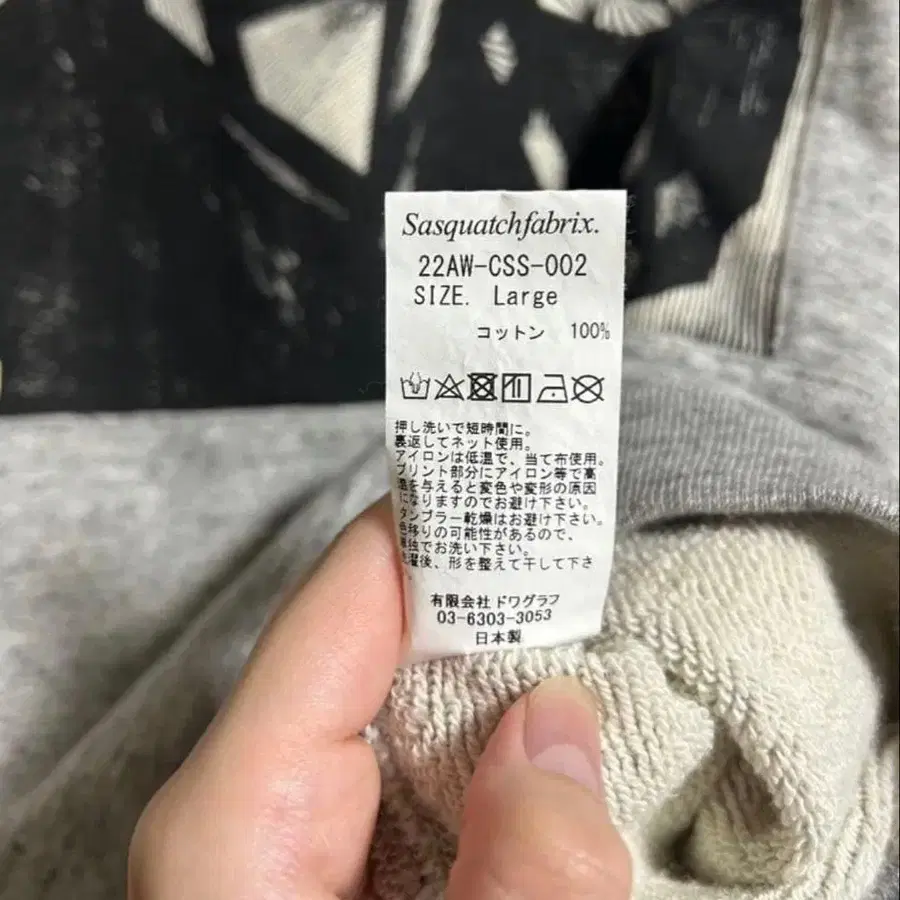 Sasquatchfabrix.
22AW-CSS-002
SIZE. Large
コットン 100%
押し洗いで短時間に。
裏返してネット使用。
アイロンは低温で、当て布使用。
プリント部分にアイロン等で高
温を与えると変色や変形の原因
になりますのでお避け下さい。
タンブラー乾燥はお避け下さい。
色移りの可能性があるので、
単独でお洗い下さい。
洗濯後、形を整えて干して下さ
有限会社ドワグラフ
03-6303-3053
日本製